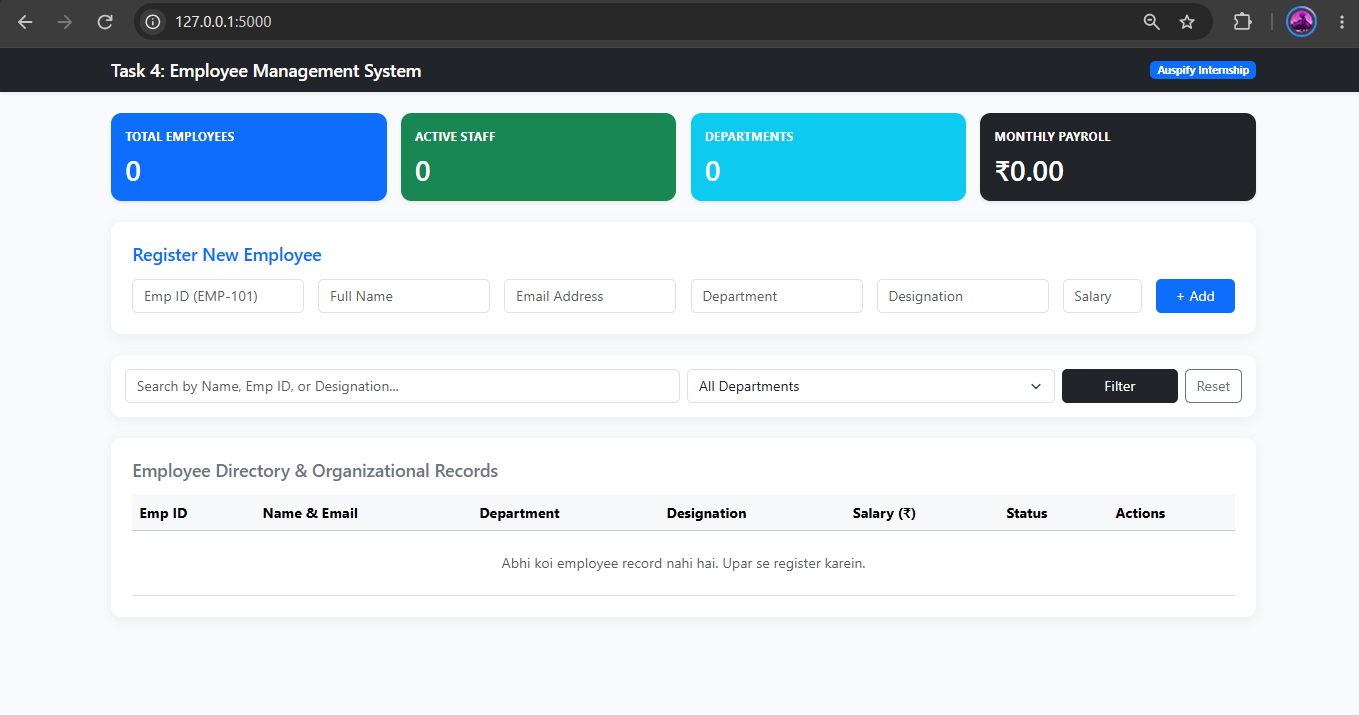 127.0.0.1:5000
Task 4: Employee Management System
Auspify Internship
TOTAL EMPLOYEES
0
ACTIVE STAFF
0
DEPARTMENTS
0
MONTHLY PAYROLL
₹0.00
Register New Employee
Emp ID (EMP-101)
Full Name
Email Address
Department
Designation
Salary
+ Add
Search by Name, Emp ID, or Designation...
All Departments
Filter
Reset
Employee Directory & Organizational Records
Emp ID Name & Email Department Designation Salary (₹) Status Actions
Abhi koi employee record nahi hai. Upar se register karein.